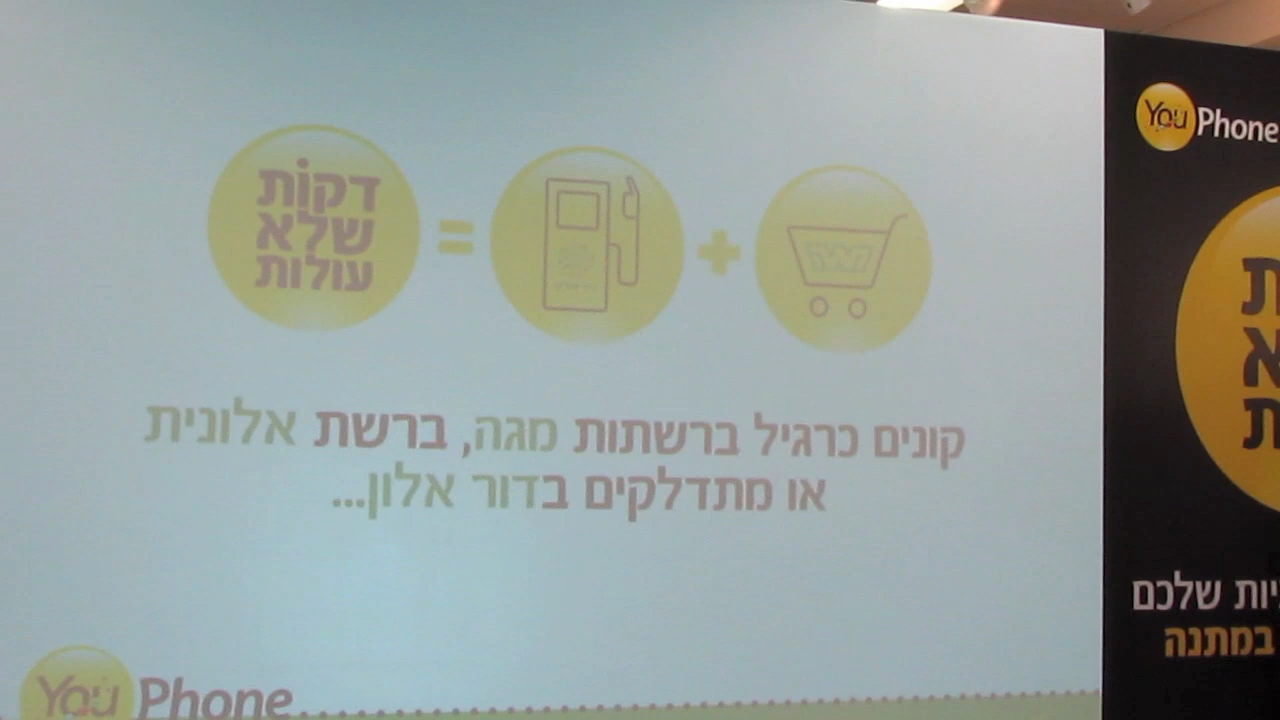 דקות
שלא
עולות
=
+
קונים כרגיל ברשתות מגה, ברשת אלונית
או מתדלקים בדור אלון...
You Phone
You Phone
שלכם
במתנה